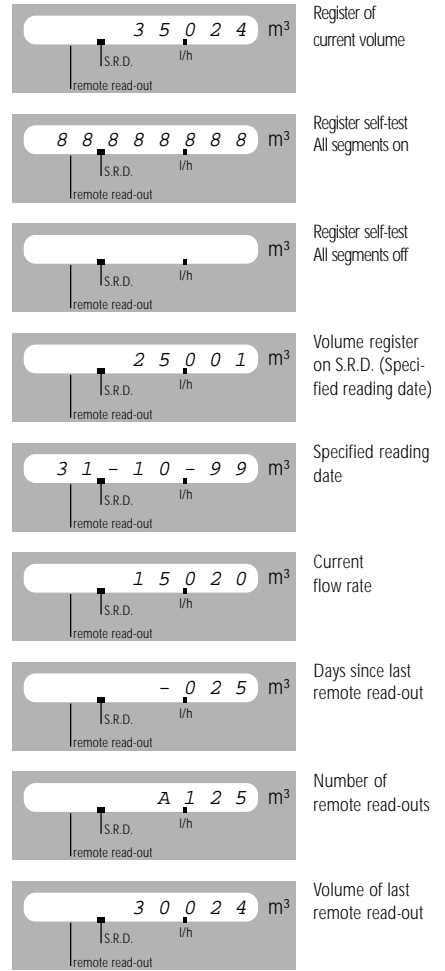 3 5 0 2 4 m³
S.R.D. l/h
remote read-out
Register of
current volume
8 8 8 8 8 8 8 8 m³
S.R.D. l/h
remote read-out
Register self-test
All segments on
m³
S.R.D. l/h
remote read-out
Register self-test
All segments off
2 5 0 0 1 m³
S.R.D. l/h
remote read-out
Volume register
on S.R.D. (Speci-
fied reading date)
3 1 - 1 0 - 9 9 m³
S.R.D. l/h
remote read-out
Specified reading
date
1 5 0 2 0 m³
S.R.D. l/h
remote read-out
Current
flow rate
- 0 2 5 m³
S.R.D. l/h
remote read-out
Days since last
remote read-out
A 1 2 5 m³
S.R.D. l/h
remote read-out
Number of
remote read-outs
3 0 0 2 4 m³
S.R.D. l/h
remote read-out
Volume of last
remote read-out